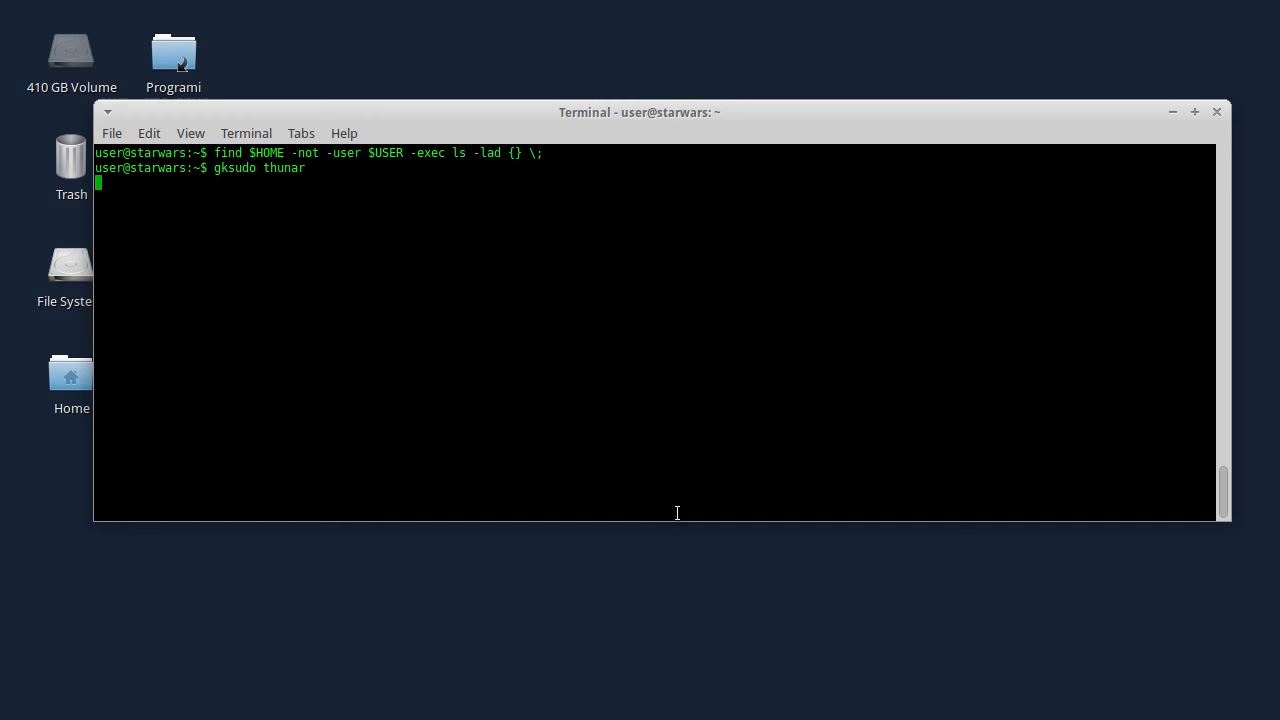 410 GB Volume
Programi
Terminal - user@starwars: ~
File Edit View Terminal Tabs Help
user@starwars:~$ find $HOME -not -user $USER -exec ls -lad {} \;
user@starwars:~$ gksudo thunar
Trash
File Syste
Home